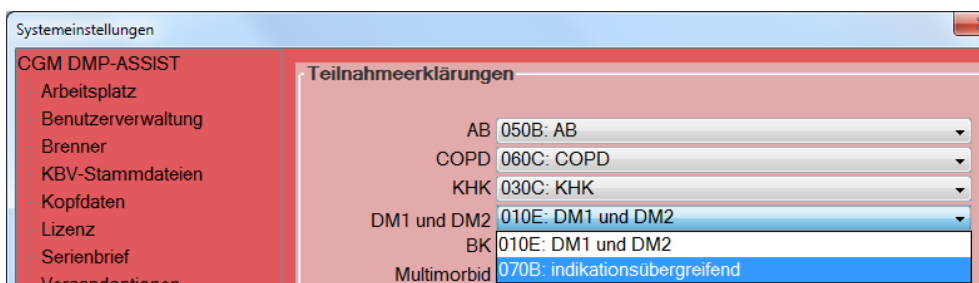 Systemeinstellungen
CGM DMP-ASSIST
Arbeitsplatz
Benutzerverwaltung
Brenner
KBV-Stammdateien
Kopfdaten
Lizenz
Serienbrief
Versandoptionen
Teilnahmeerklärungen
AB 050B: AB
COPD 060C: COPD
KHK 030C: KHK
DM1 und DM2 010E: DM1 und DM2
BK 010E: DM1 und DM2
Multimorbid 070B: indikationsübergreifend